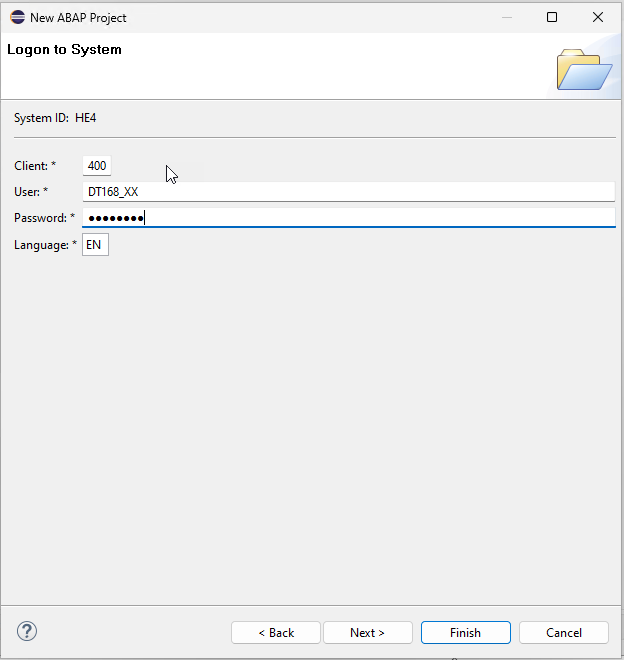 New ABAP Project
Logon to System
System ID: HE4
Client: * 400
User: * DT168_XX
Password: * ●●●●●●●●
Language: * EN
? < Back Next > Finish Cancel